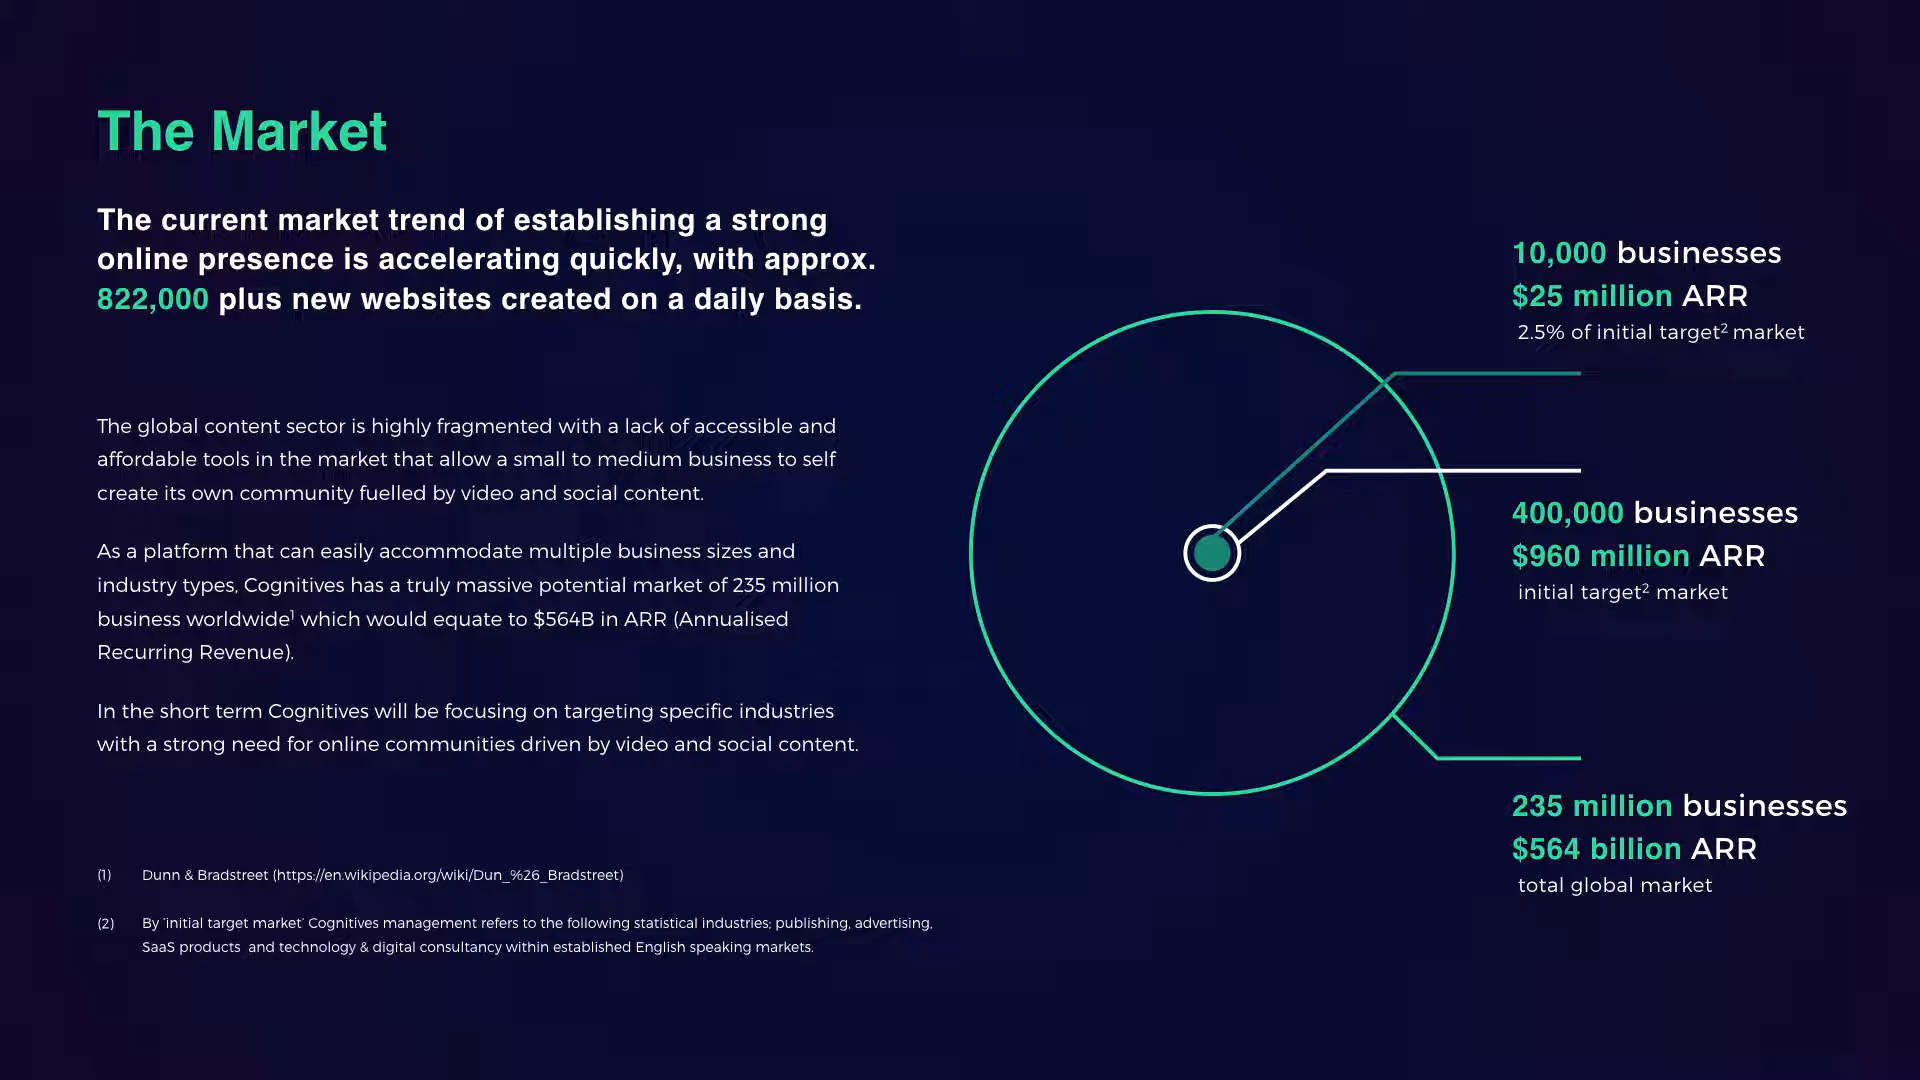 The Market
The current market trend of establishing a strong
online presence is accelerating quickly, with approx.
822,000 plus new websites created on a daily basis.
The global content sector is highly fragmented with a lack of accessible and
affordable tools in the market that allow a small to medium business to self
create its own community fuelled by video and social content.
As a platform that can easily accommodate multiple business sizes and
industry types, Cognitives has a truly massive potential market of 235 million
business worldwide¹ which would equate to $564B in ARR (Annualised
Recurring Revenue).
In the short term Cognitives will be focusing on targeting specific industries
with a strong need for online communities driven by video and social content.
(1) Dunn & Bradstreet (https://en.wikipedia.org/wiki/Dun_%26_Bradstreet)
(2) By 'initial target market' Cognitives management refers to the following statistical industries; publishing, advertising,
SaaS products and technology & digital consultancy within established English speaking markets.
10,000 businesses
$25 million ARR
2.5% of initial target² market
400,000 businesses
$960 million ARR
initial target² market
235 million businesses
$564 billion ARR
total global market